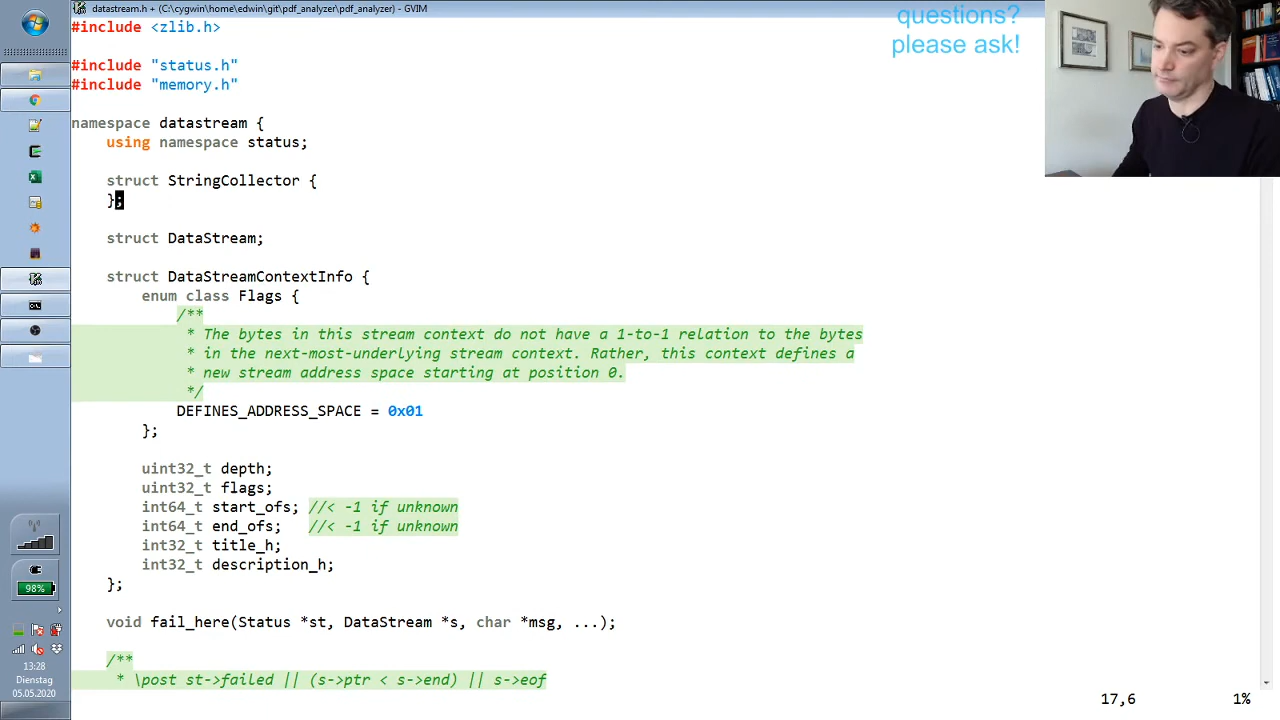 datastream.h + (C:\cygwin\home\edwin\git\pdf_analyzer\pdf_analyzer) - GVIM
questions?
please ask!
#include <zlib.h>
#include "status.h"
#include "memory.h"
namespace datastream {
using namespace status;
struct StringCollector {
};
struct DataStream;
struct DataStreamContextInfo {
enum class Flags {
/**
* The bytes in this stream context do not have a 1-to-1 relation to the bytes
* in the next-most-underlying stream context. Rather, this context defines a
* new stream address space starting at position 0.
*/
DEFINES_ADDRESS_SPACE = 0x01
};
uint32_t depth;
uint32_t flags;
int64_t start_ofs; //< -1 if unknown
int64_t end_ofs; //< -1 if unknown
int32_t title_h;
int32_t description_h;
};
void fail_here(Status *st, DataStream *s, char *msg, ...);
/**
* \post st->failed || (s->ptr < s->end) || s->eof
17,6 1%
98%
13:28
Dienstag
05.05.2020